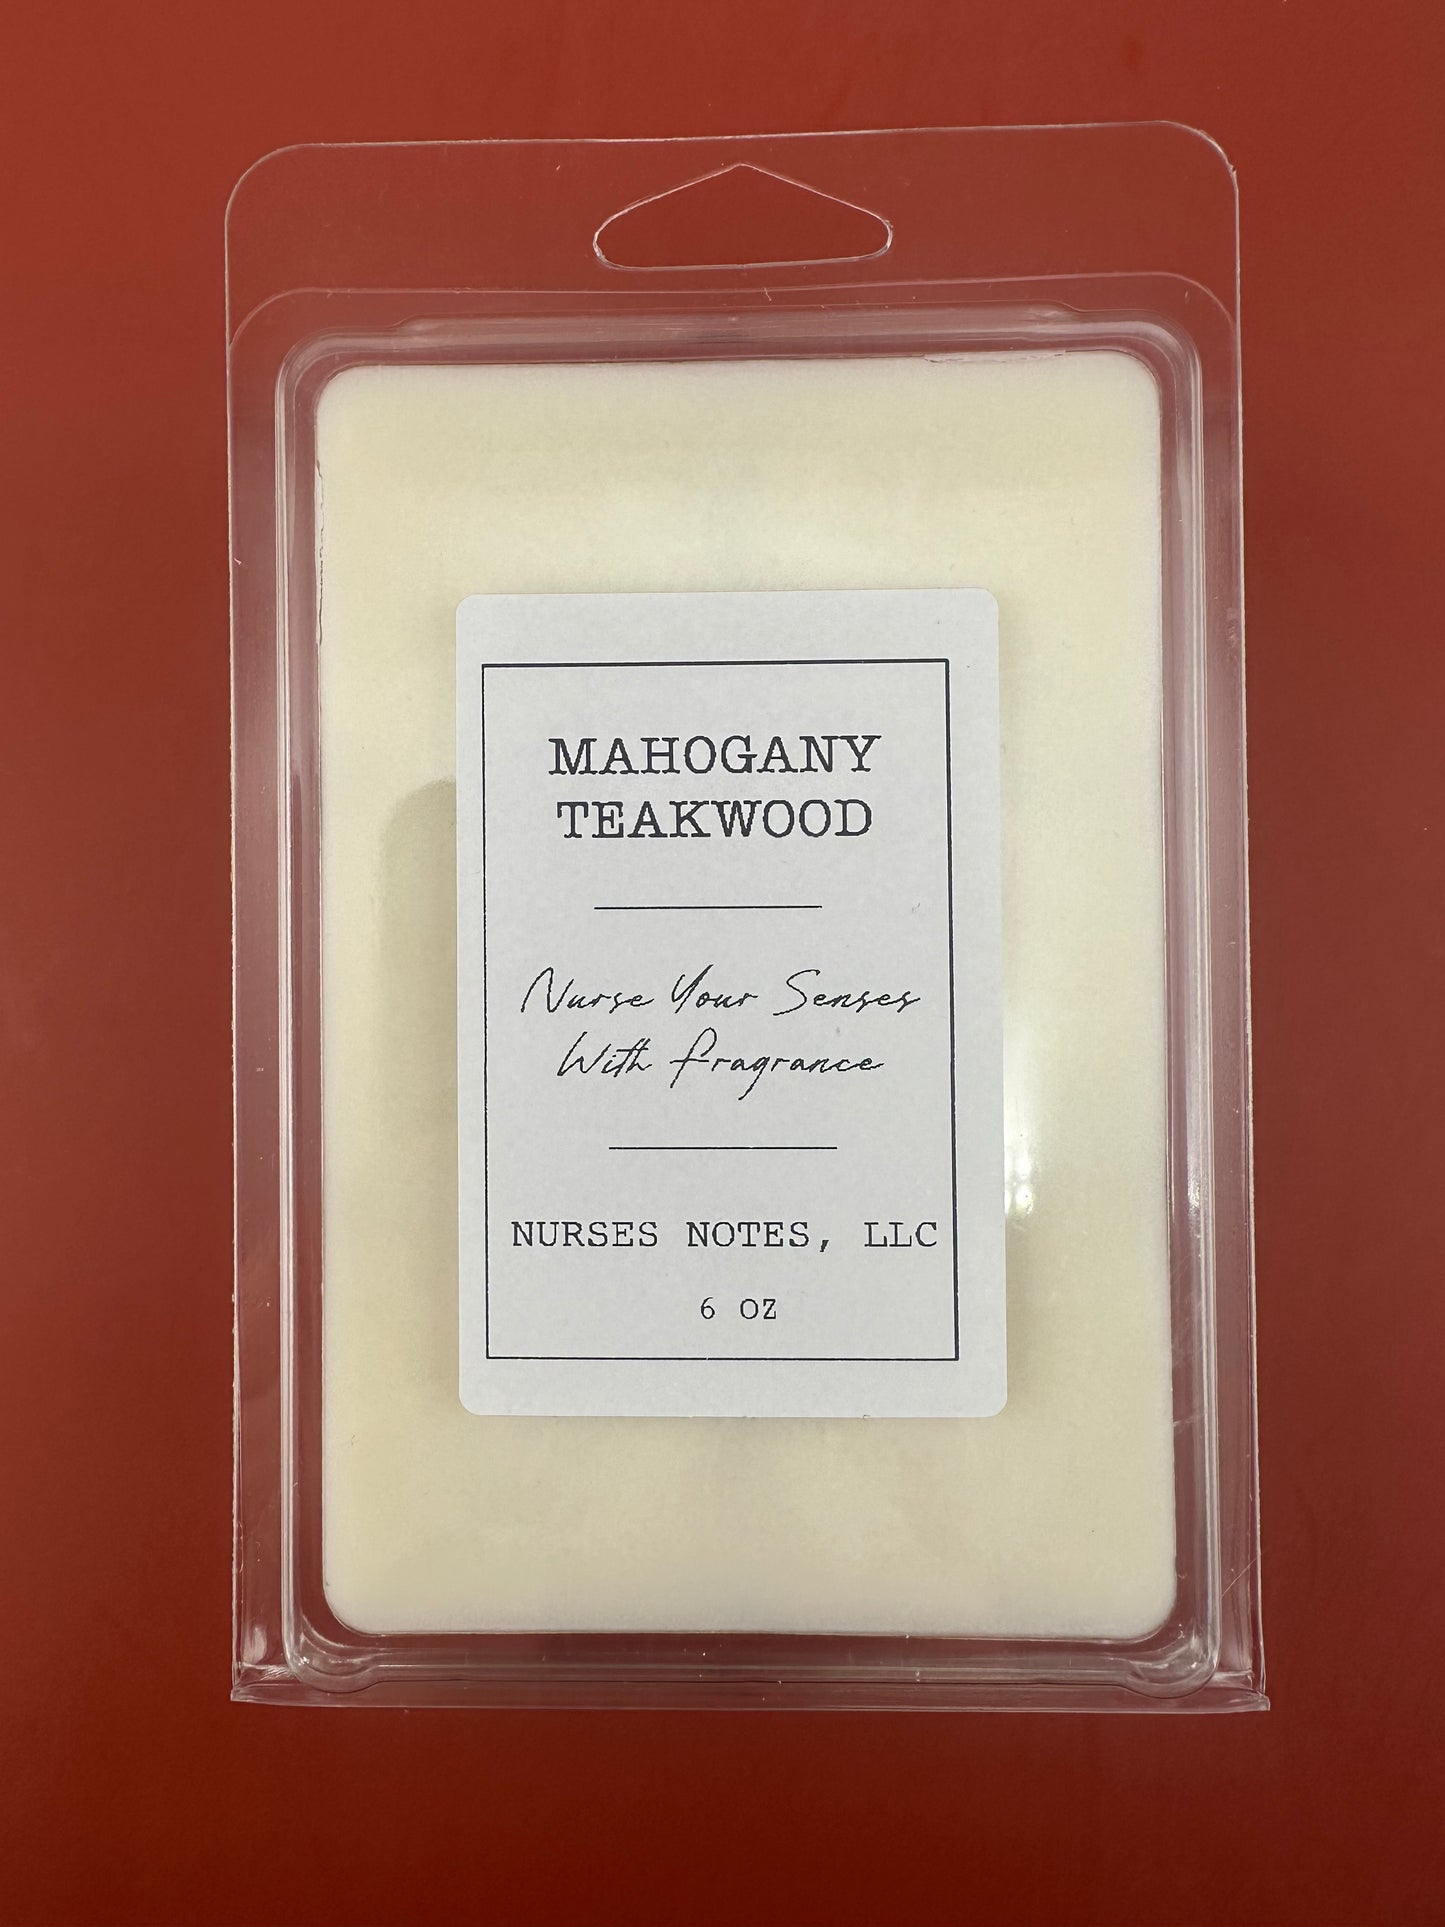 MAHOGANY
TEAKWOOD
Nurse Your Senses
With Fragrance
NURSES NOTES, LLC
6 OZ